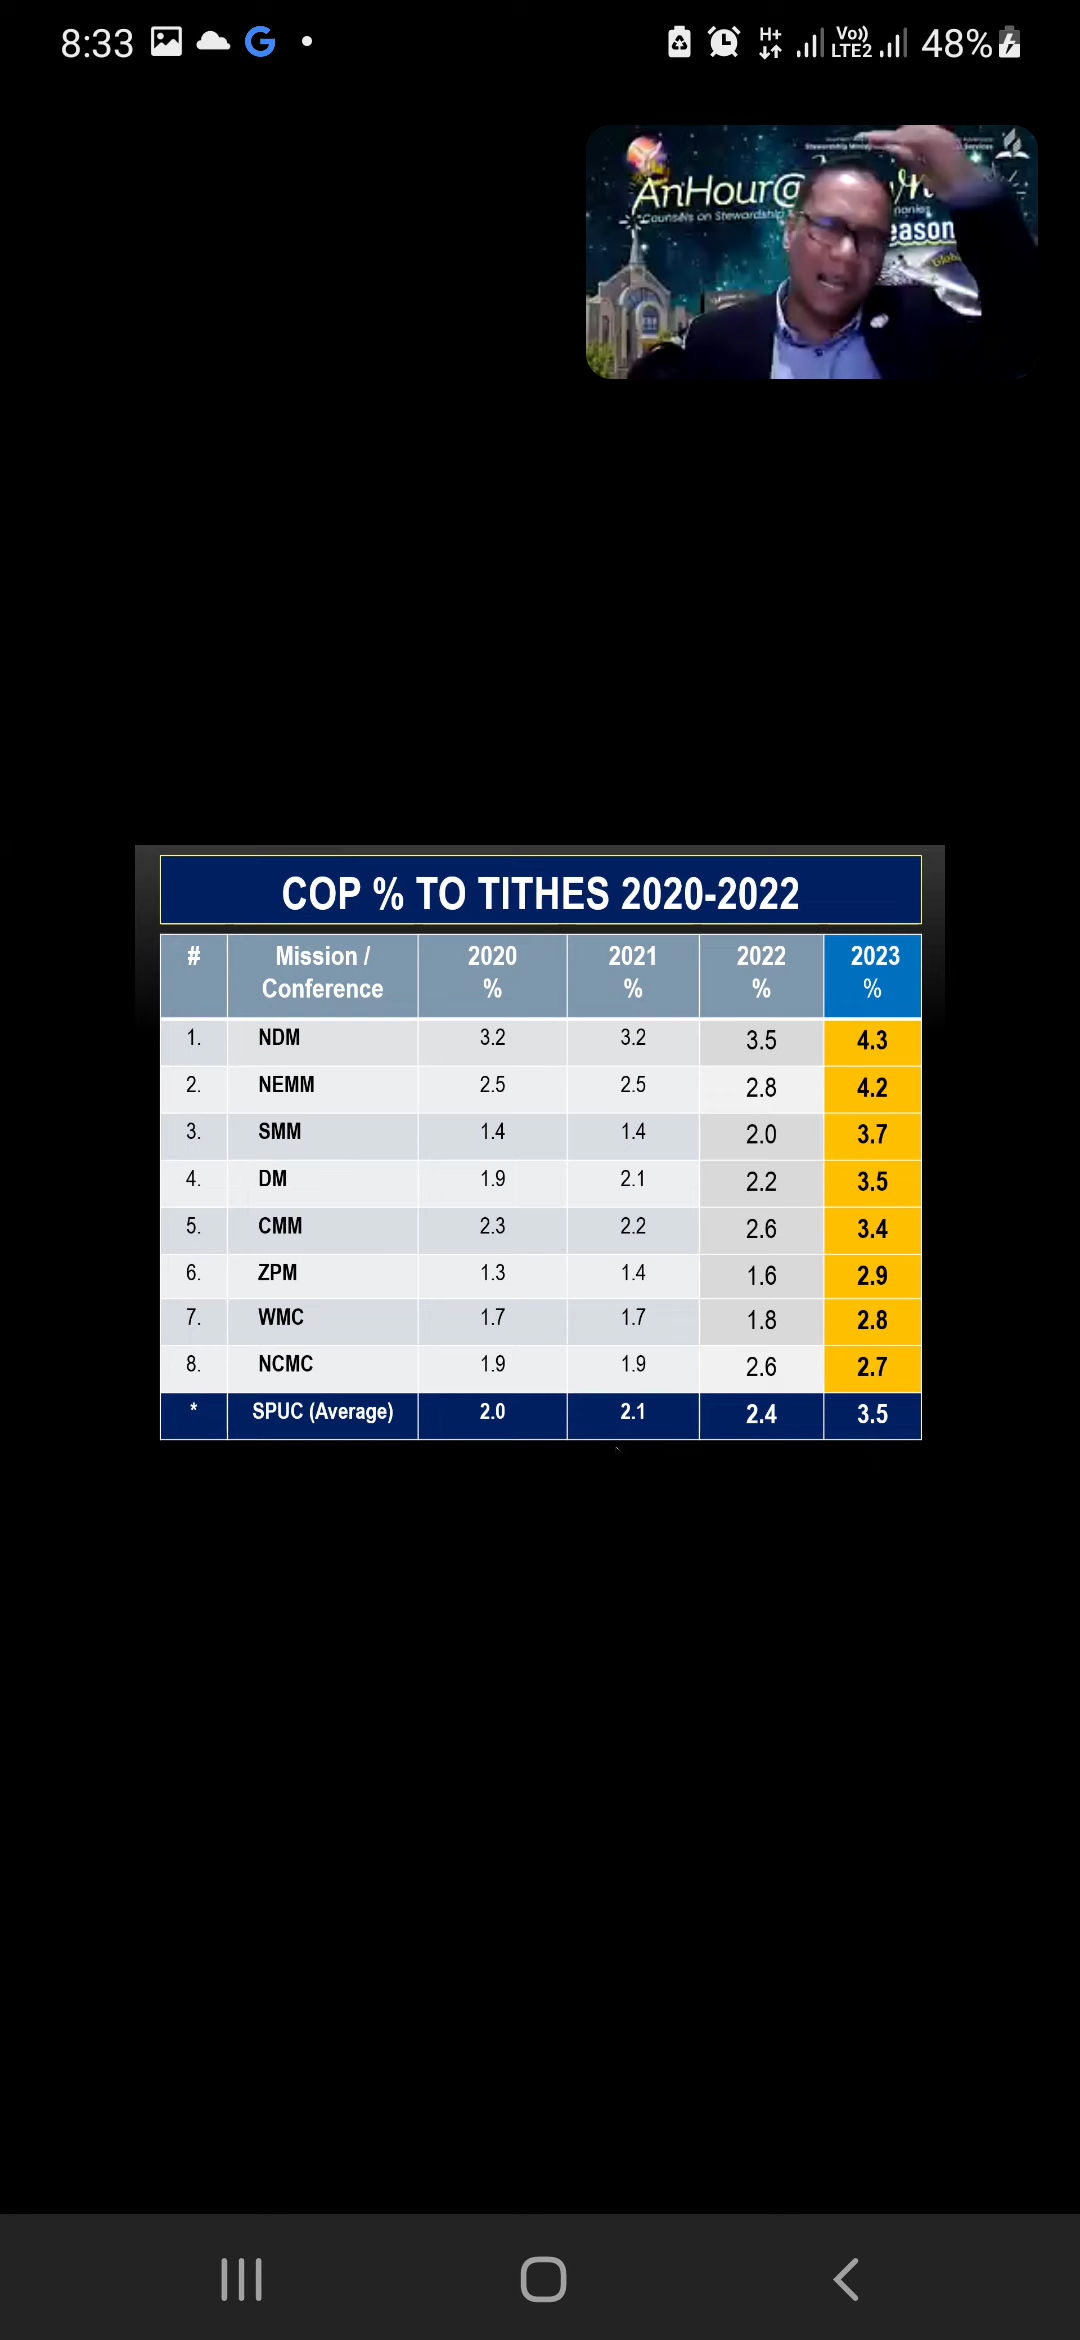 8:33
H+ Vo)) LTE2 48%
AnHour@
Counsels on Stewardship
eason
COP % TO TITHES 2020-2022
# Mission / Conference 2020 % 2021 % 2022 % 2023 %
1. NDM 3.2 3.2 3.5 4.3
2. NEMM 2.5 2.5 2.8 4.2
3. SMM 1.4 1.4 2.0 3.7
4. DM 1.9 2.1 2.2 3.5
5. CMM 2.3 2.2 2.6 3.4
6. ZPM 1.3 1.4 1.6 2.9
7. WMC 1.7 1.7 1.8 2.8
8. NCMC 1.9 1.9 2.6 2.7
* SPUC (Average) 2.0 2.1 2.4 3.5